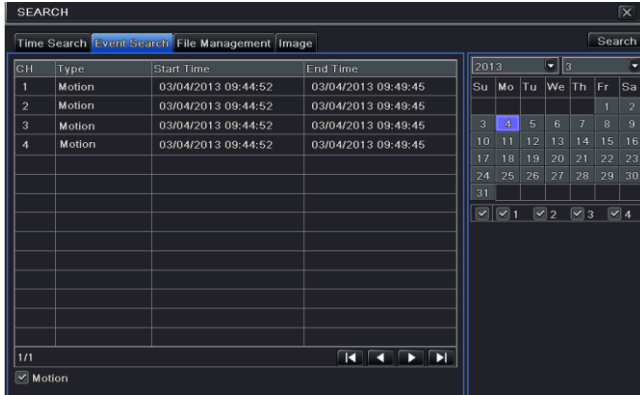 SEARCH
Time Search Event Search File Management Image
Search
CH Type Start Time End Time
1 Motion 03/04/2013 09:44:52 03/04/2013 09:49:45
2 Motion 03/04/2013 09:44:52 03/04/2013 09:49:45
3 Motion 03/04/2013 09:44:52 03/04/2013 09:49:45
4 Motion 03/04/2013 09:44:52 03/04/2013 09:49:45
1/1
Motion
2013 3
Su Mo Tu We Th Fr Sa
1 2
3 4 5 6 7 8 9
10 11 12 13 14 15 16
17 18 19 20 21 22 23
24 25 26 27 28 29 30
31
1 2 3 4